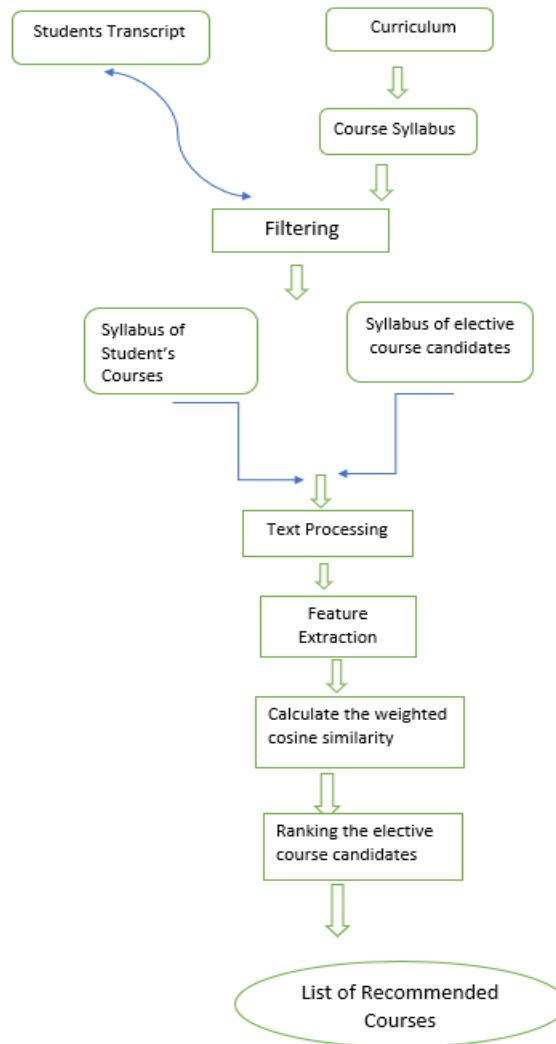 Students Transcript
Curriculum
Course Syllabus
Filtering
Syllabus of
Student's
Courses
Syllabus of elective
course candidates
Text Processing
Feature
Extraction
Calculate the weighted
cosine similarity
Ranking the elective
course candidates
List of Recommended
Courses